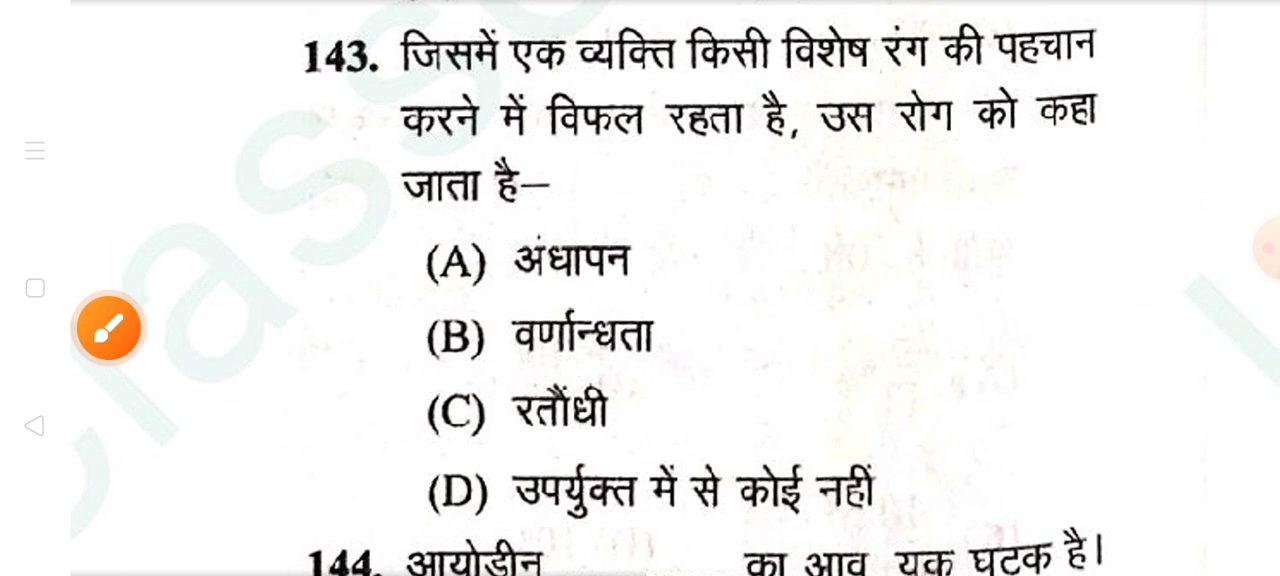 143. जिसमें एक व्यक्ति किसी विशेष रंग की पहचान
करने में विफल रहता है, उस रोग को कहा
जाता है–
(A) अंधापन
(B) वर्णान्धता
(C) रतौंधी
(D) उपर्युक्त में से कोई नहीं
144. आयोडीन का आव यक घटक है।